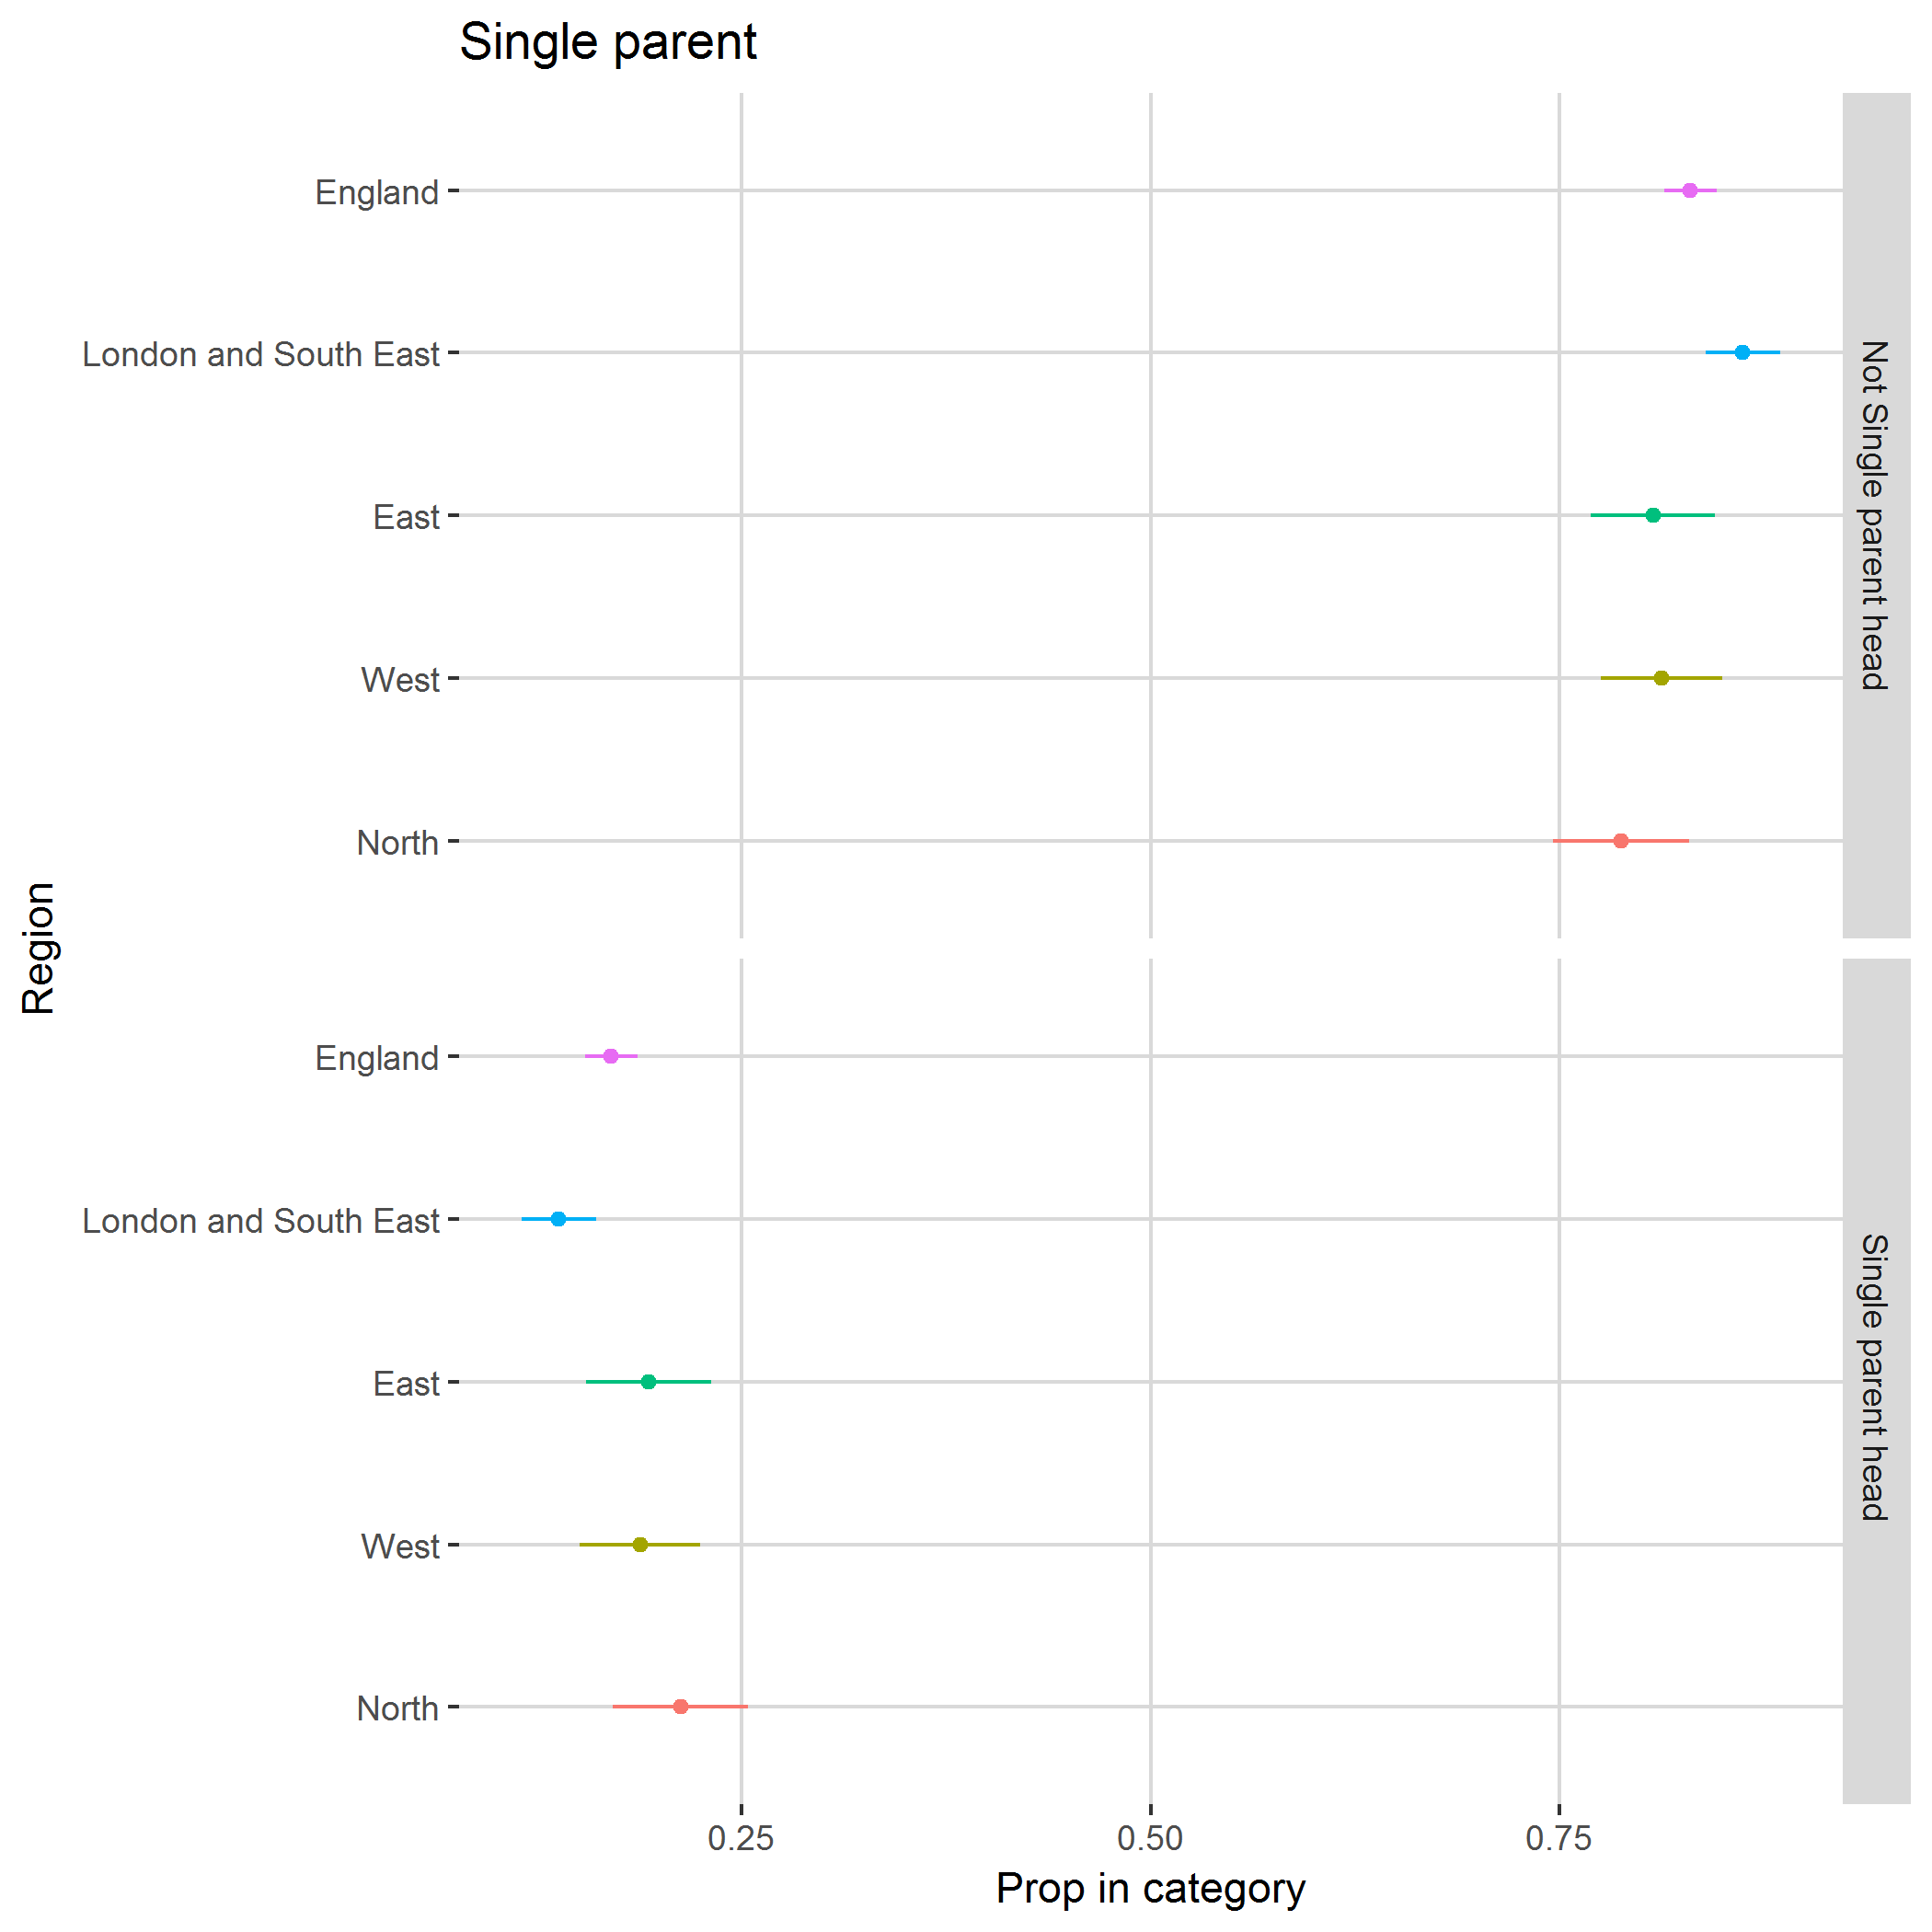 Single parent
England
London and South East
East
West
North
Not Single parent head
Region
England
London and South East
East
West
North
Single parent head
0.25
0.50
0.75
Prop in category